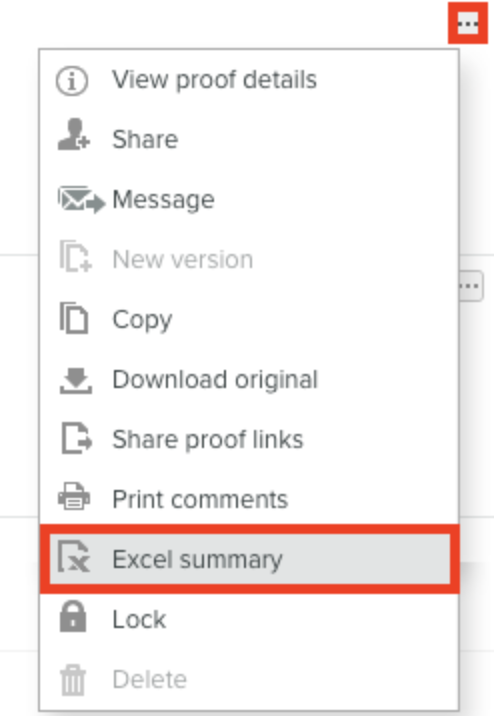 View proof details
Share
Message
New version
Copy
Download original
Share proof links
Print comments
Excel summary
Lock
Delete